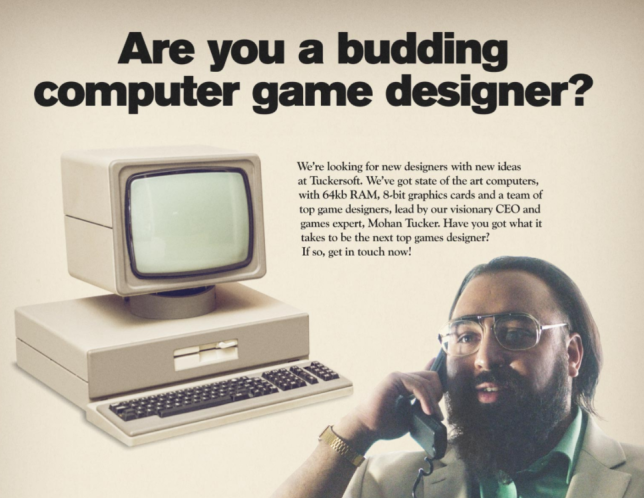 Are you a budding
computer game designer?
We're looking for new designers with new ideas
at Tuckersoft. We've got state of the art computers,
with 64kb RAM, 8-bit graphics cards and a team of
top game designers, lead by our visionary CEO and
games expert, Mohan Tucker. Have you got what it
takes to be the next top games designer?
If so, get in touch now!